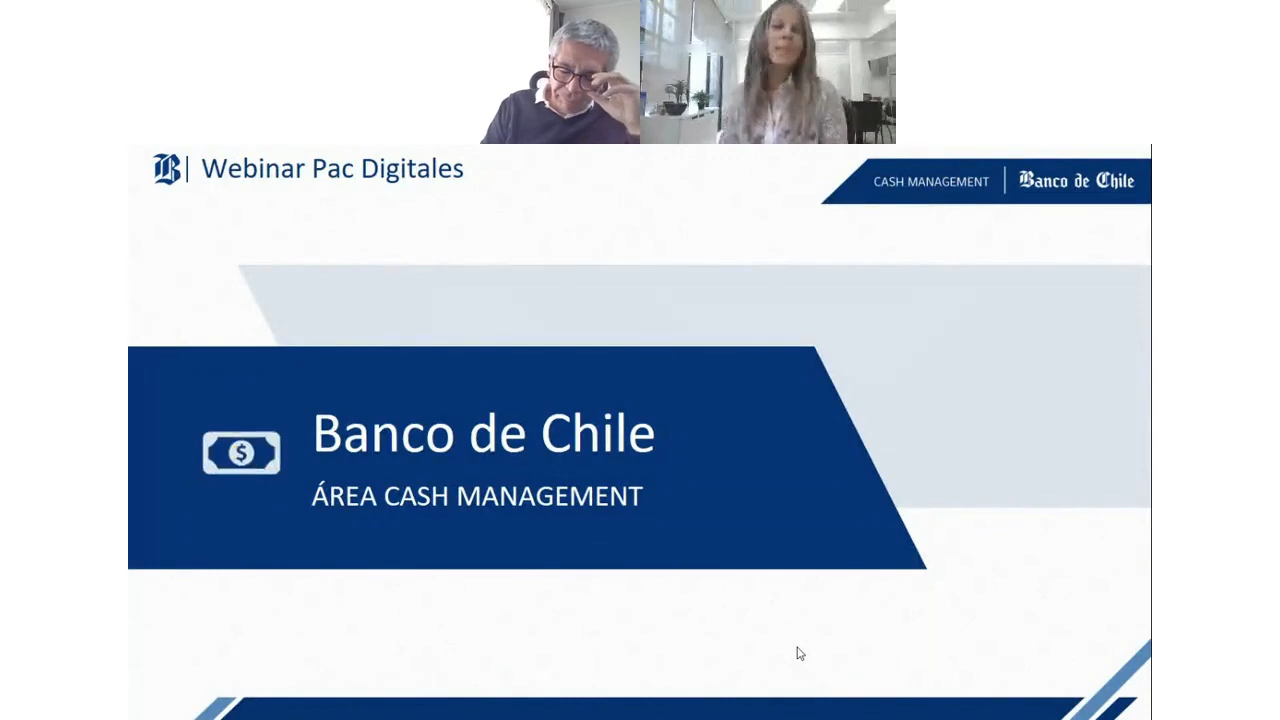 Webinar Pac Digitales
CASH MANAGEMENT
Banco de Chile
$
Banco de Chile
ÁREA CASH MANAGEMENT